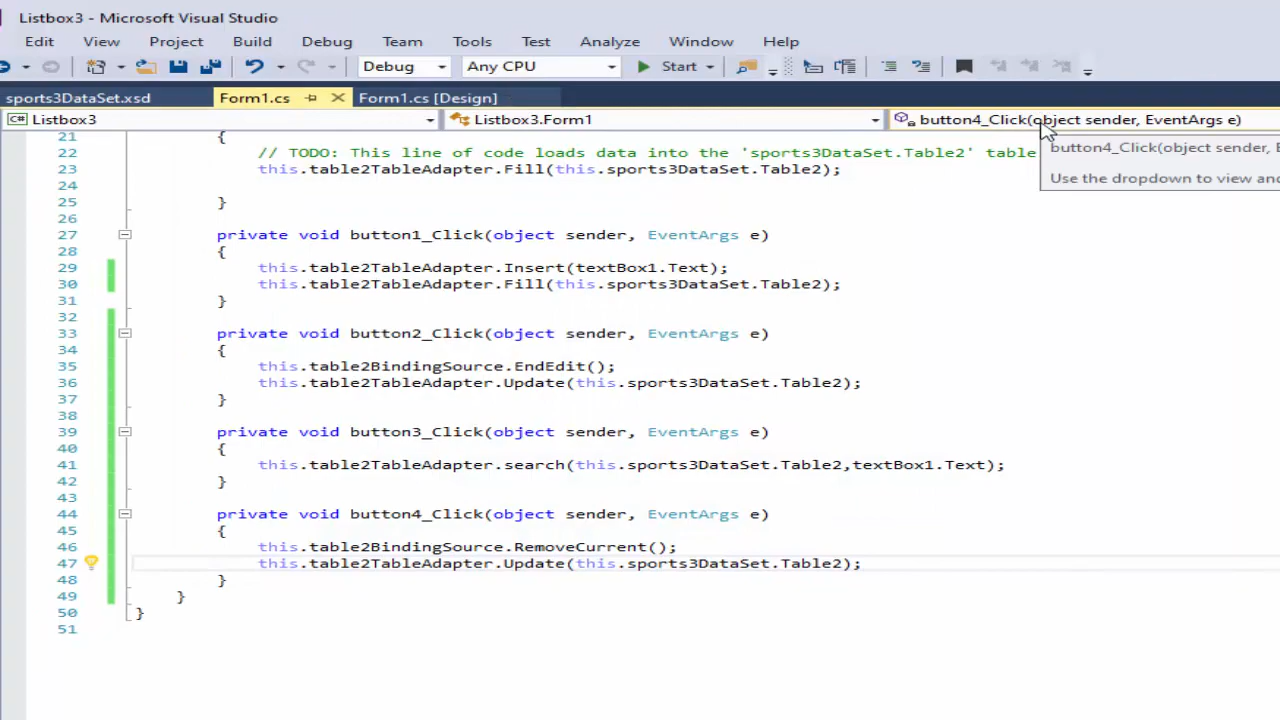 Listbox3 - Microsoft Visual Studio
Edit View Project Build Debug Team Tools Test Analyze Window Help
Debug Any CPU Start
sports3DataSet.xsd Form1.cs Form1.cs [Design]
C# Listbox3 Listbox3.Form1 button4_Click(object sender, EventArgs e)
21 {
22 // TODO: This line of code loads data into the 'sports3DataSet.Table2' table
button4_Click(object sender, E
23 this.table2TableAdapter.Fill(this.sports3DataSet.Table2);
Use the dropdown to view and
24
25 }
26
27 private void button1_Click(object sender, EventArgs e)
28 {
29 this.table2TableAdapter.Insert(textBox1.Text);
30 this.table2TableAdapter.Fill(this.sports3DataSet.Table2);
31 }
32
33 private void button2_Click(object sender, EventArgs e)
34 {
35 this.table2BindingSource.EndEdit();
36 this.table2TableAdapter.Update(this.sports3DataSet.Table2);
37 }
38
39 private void button3_Click(object sender, EventArgs e)
40 {
41 this.table2TableAdapter.search(this.sports3DataSet.Table2,textBox1.Text);
42 }
43
44 private void button4_Click(object sender, EventArgs e)
45 {
46 this.table2BindingSource.RemoveCurrent();
47 this.table2TableAdapter.Update(this.sports3DataSet.Table2);
48 }
49 }
50 }
51